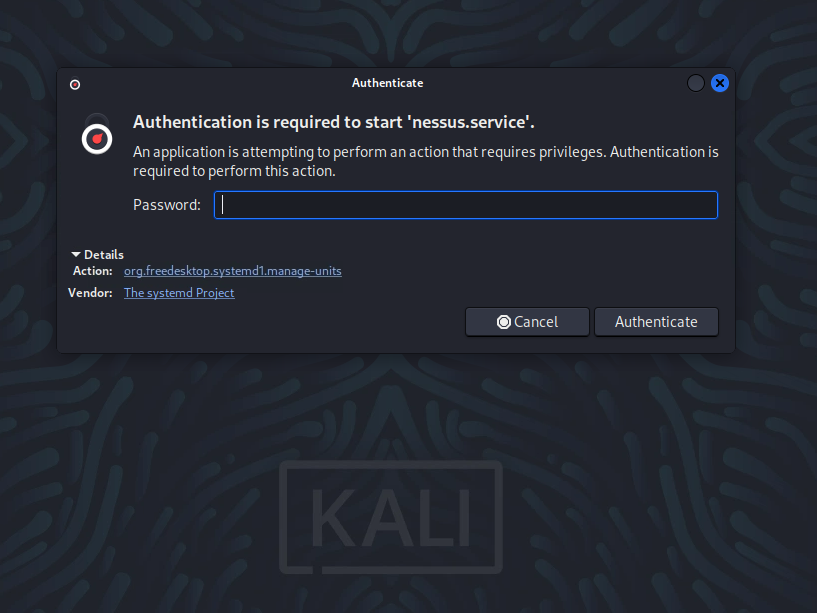 Authenticate
Authentication is required to start 'nessus.service'.
An application is attempting to perform an action that requires privileges. Authentication is
required to perform this action.
Password:
Details
Action: org.freedesktop.systemd1.manage-units
Vendor: The systemd Project
Cancel Authenticate
KALI